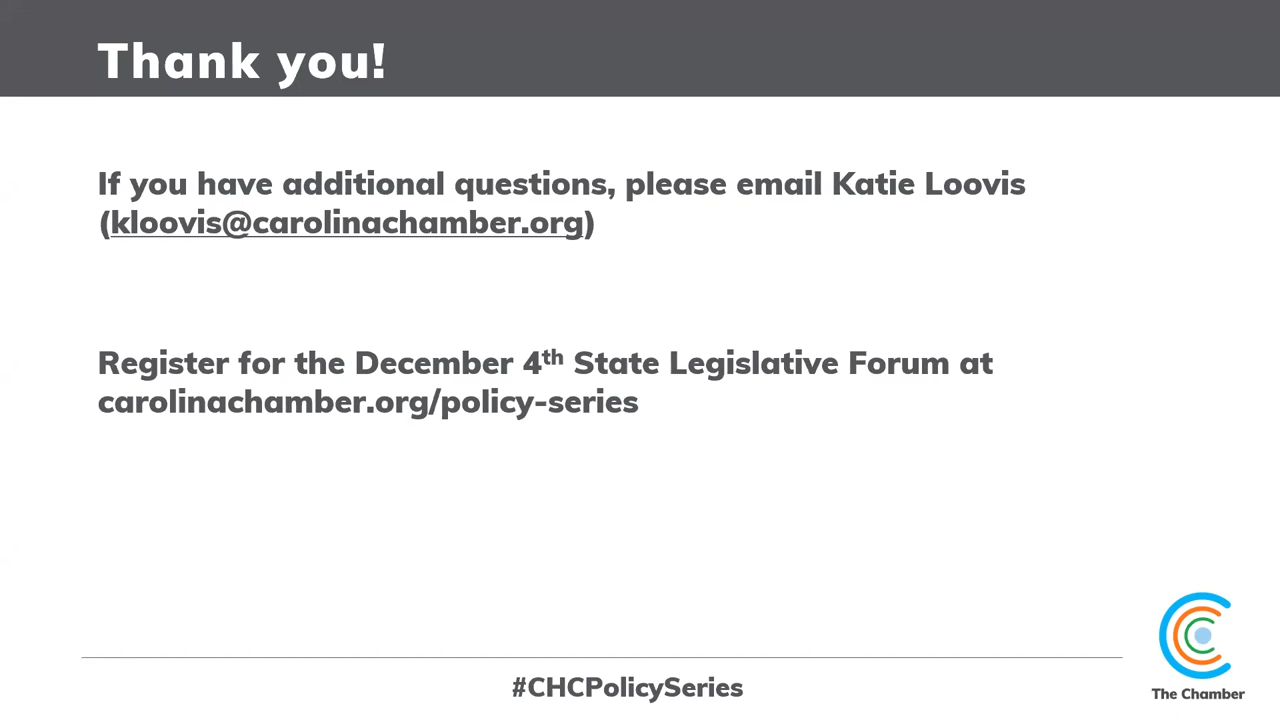 Thank you!
If you have additional questions, please email Katie Loovis
(kloovis@carolinachamber.org)
Register for the December 4th State Legislative Forum at
carolinachamber.org/policy-series
#CHCPolicySeries
The Chamber